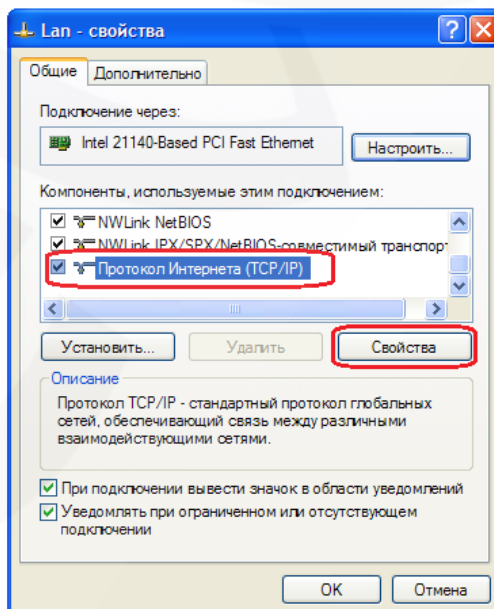 Lan - свойства
Общие
Дополнительно
Подключение через:
Intel 21140-Based PCI Fast Ethernet
Настроить...
Компоненты, используемые этим подключением:
NWLink NetBIOS
NWLink IPX/SPX/NetBIOS-совместимый транспор
Протокол Интернета (TCP/IP)
Установить...
Удалить
Свойства
Описание
Протокол TCP/IP - стандартный протокол глобальных
сетей, обеспечивающий связь между различными
взаимодействующими сетями.
При подключении вывести значок в области уведомлений
Уведомлять при ограниченном или отсутствующем
подключении
OK
Отмена